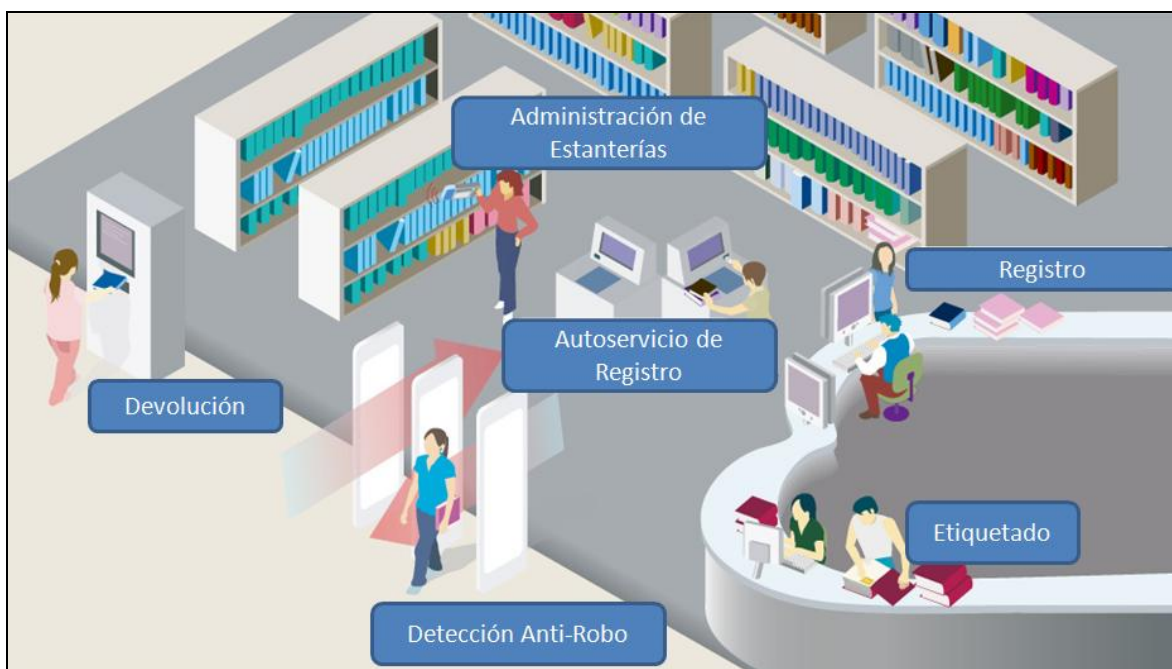 Administración de
Estanterías
Registro
Autoservicio de
Registro
Devolución
Etiquetado
Detección Anti-Robo